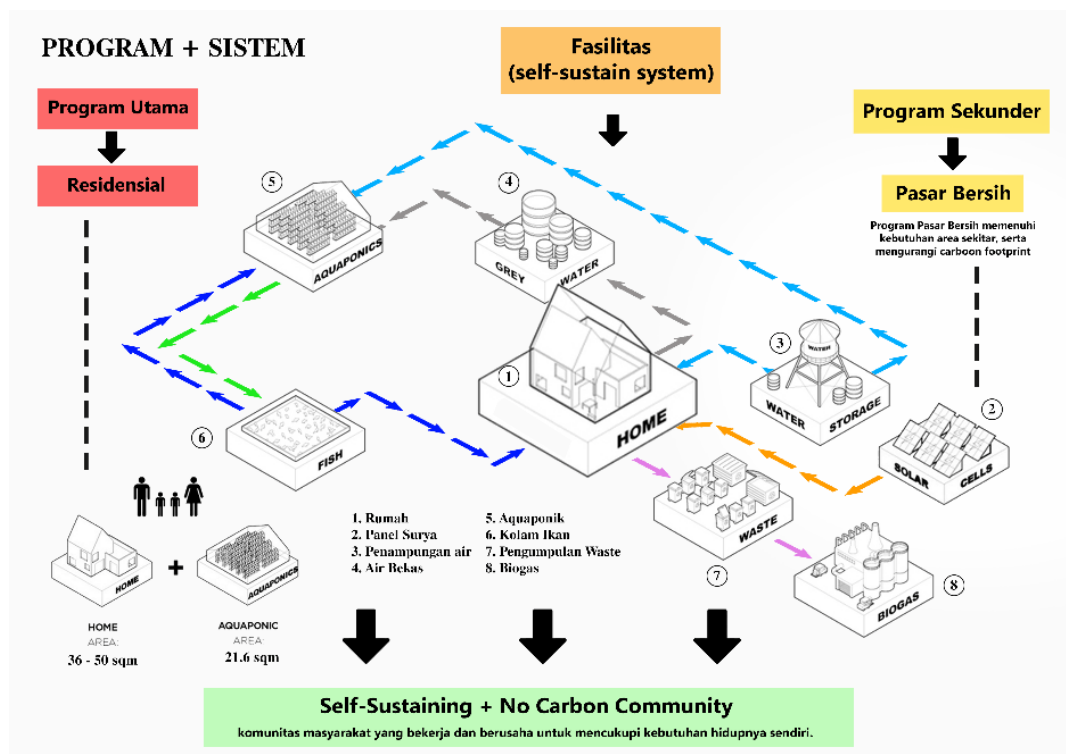 PROGRAM + SISTEM
Fasilitas
(self-sustain system)
Program Utama
Residensial
Program Sekunder
Pasar Bersih
Program Pasar Bersih memenuhi
kebutuhan area sekitar, serta
mengurangi carboon footprint
5
AQUAPONICS
4
GREY WATER
1
HOME
3
WATER
WATER STORAGE
2
SOLAR CELLS
6
FISH
WASTE
7
BIOGAS
8
1. Rumah
2. Panel Surya
3. Penampungan air
4. Air Bekas
5. Aquaponik
6. Kolam Ikan
7. Pengumpulan Waste
8. Biogas
HOME
+
AQUAPONICS
HOME
AREA:
36 - 50 sqm
AQUAPONIC
AREA:
21.6 sqm
Self-Sustaining + No Carbon Community
komunitas masyarakat yang bekerja dan berusaha untuk mencukupi kebutuhan hidupnya sendiri.